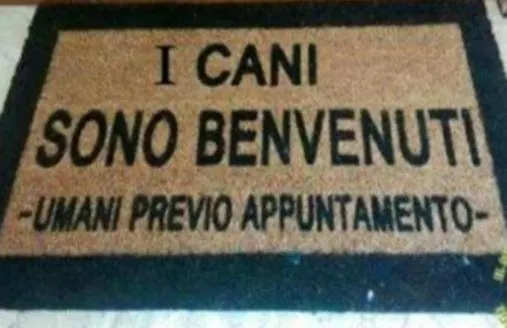 I CANI
SONO BENVENUTI
-UMANI PREVIO APPUNTAMENTO-